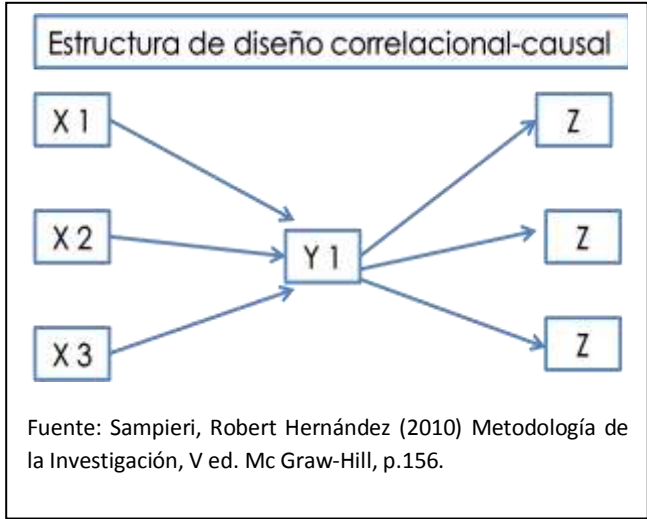 Estructura de diseño correlacional-causal
X 1
Z
X 2
Y 1
Z
X 3
Z
Fuente: Sampieri, Robert Hernández (2010) Metodología de
la Investigación, V ed. Mc Graw-Hill, p.156.